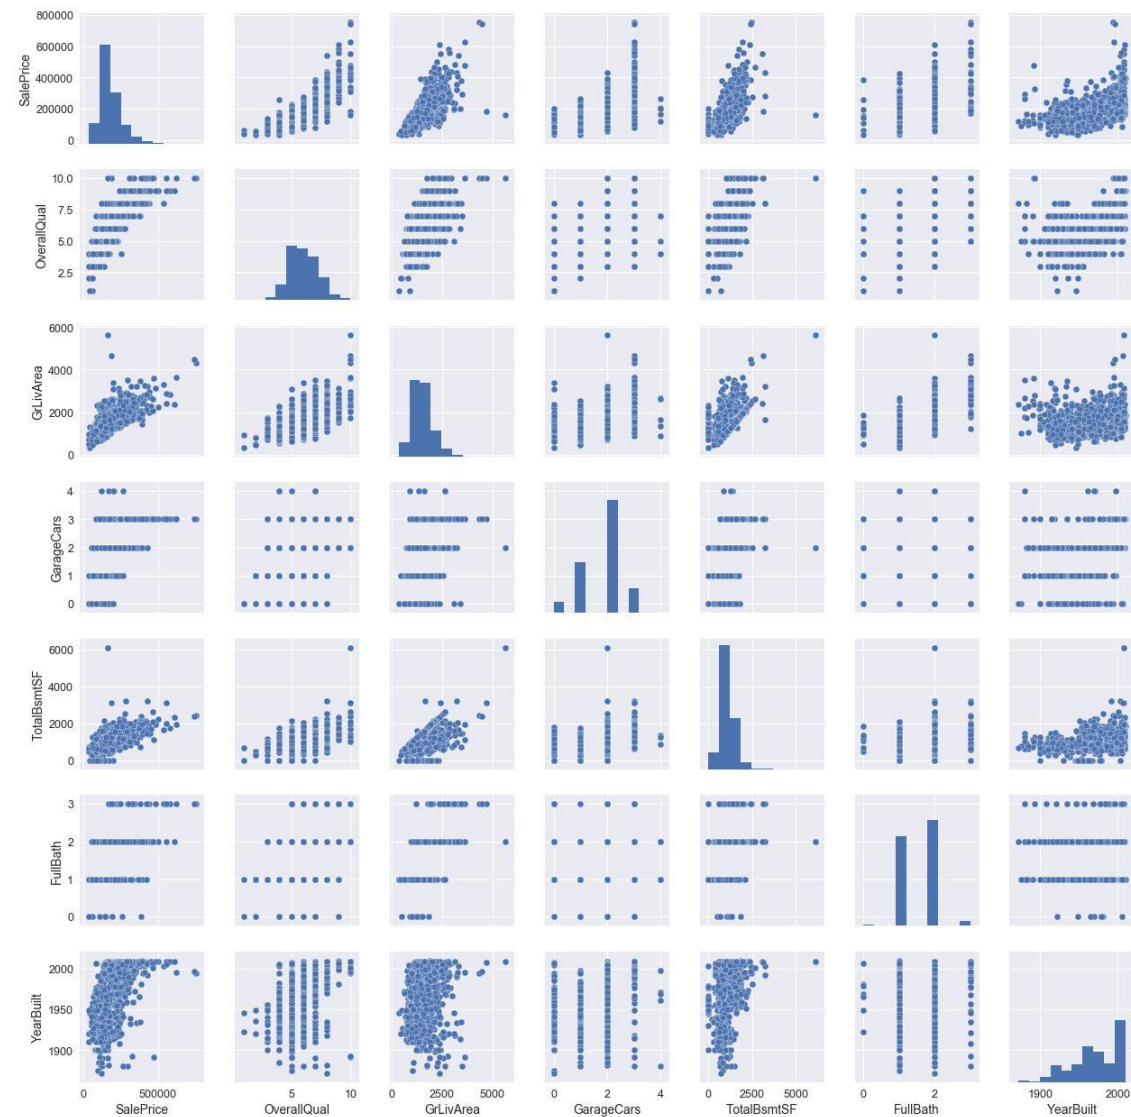 800000
600000
400000
200000
0
SalePrice
10.0
7.5
5.0
2.5
OverallQual
6000
4000
2000
0
GrLivArea
4
3
2
1
0
GarageCars
6000
4000
2000
0
TotalBsmtSF
3
2
1
0
FullBath
2000
1950
1900
YearBuilt
0 500000
SalePrice
5 10
OverallQual
0 2500 5000
GrLivArea
0 2 4
GarageCars
0 2500 5000
TotalBsmtSF
0 2
FullBath
1900 2000
YearBuilt